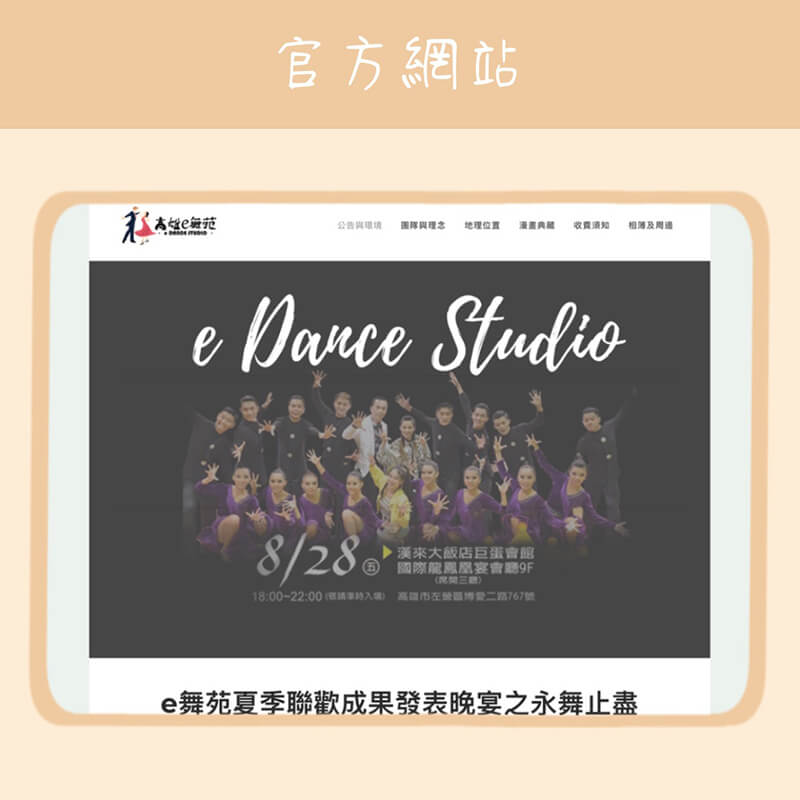 官方網站
高雄e舞苑
e DANCE STUDIO
公告與環境 團隊與理念 地理位置 漫畫典藏 收費須知 相簿及周邊
e Dance Studio
8/28 五
漢來大飯店巨蛋會館
國際龍鳳凰宴會廳9F
(席開三廳)
18:00~22:00 (敬請準時入場)
高雄市左營區博愛二路767號
e舞苑夏季聯歡成果發表晚宴之永舞止盡